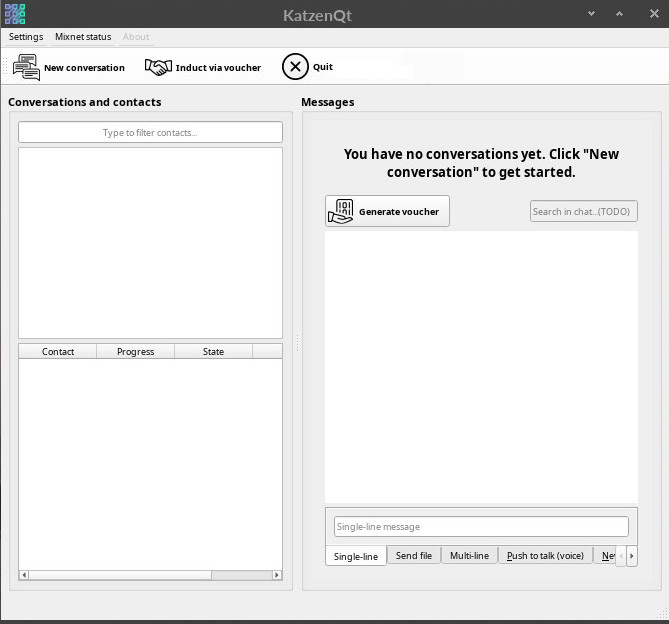 KatzenQt
Settings Mixnet status About
New conversation Induct via voucher Quit
Conversations and contacts
Type to filter contacts...
Contact Progress State
Messages
You have no conversations yet. Click "New
conversation" to get started.
Generate voucher
Search in chat...(TODO)
Single-line message
Single-line Send file Multi-line Push to talk (voice)